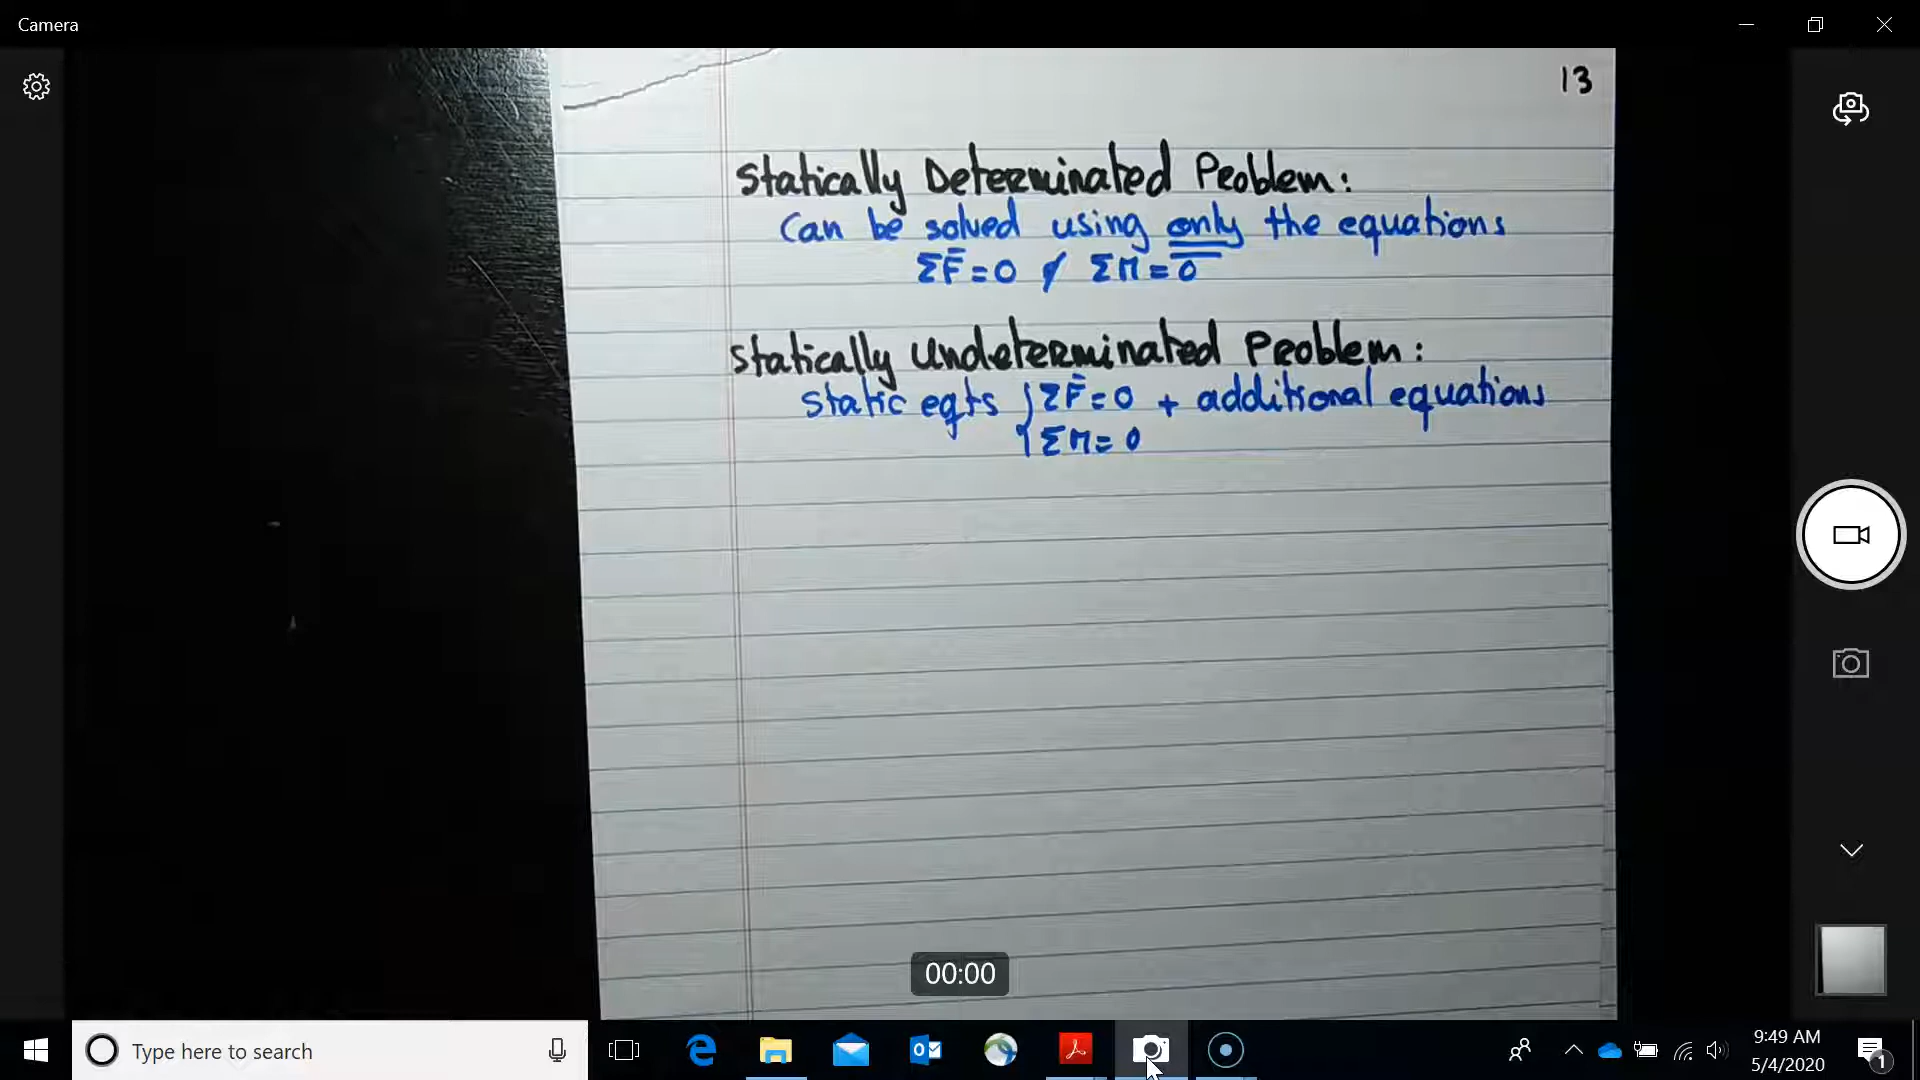 Camera
13
Statically Determinated Problem:
Can be solved using only the equations
ΣF̄=0 & ΣM=0
Statically Undeterminated Problem:
Static eqts { ΣF̄=0 + additional equations
ΣM=0
00:00
Type here to search
9:49 AM
5/4/2020
1